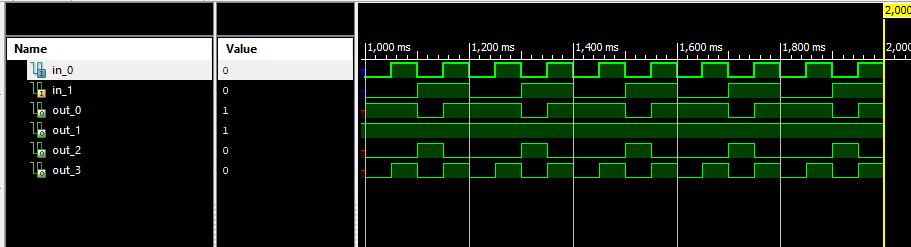 2,000
Name Value
1,000 ms 1,200 ms 1,400 ms 1,600 ms 1,800 ms 2,00
in_0 0
in_1 0
out_0 1
out_1 1
out_2 0
out_3 0